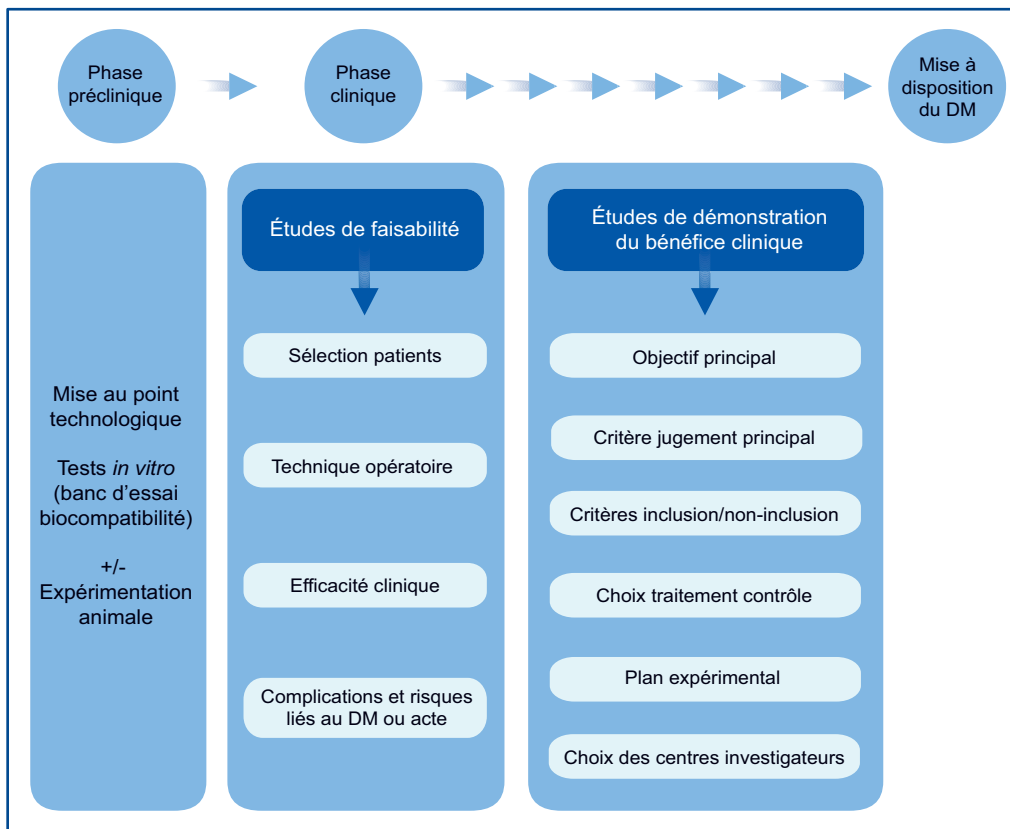 Phase
préclinique
Phase
clinique
Mise à
disposition
du DM
Mise au point
technologique
Tests in vitro
(banc d'essai
biocompatibilité)
+/-
Expérimentation
animale
Études de faisabilité
Sélection patients
Technique opératoire
Efficacité clinique
Complications et risques
liés au DM ou acte
Études de démonstration
du bénéfice clinique
Objectif principal
Critère jugement principal
Critères inclusion/non-inclusion
Choix traitement contrôle
Plan expérimental
Choix des centres investigateurs